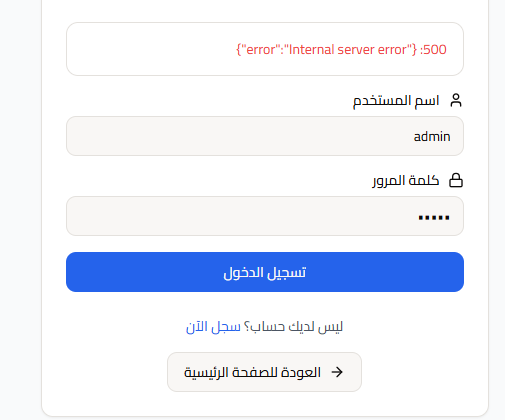 500: {"error":"Internal server error"}
اسم المستخدم
admin
كلمة المرور
•••••
تسجيل الدخول
ليس لديك حساب؟ سجل الآن
العودة للصفحة الرئيسية